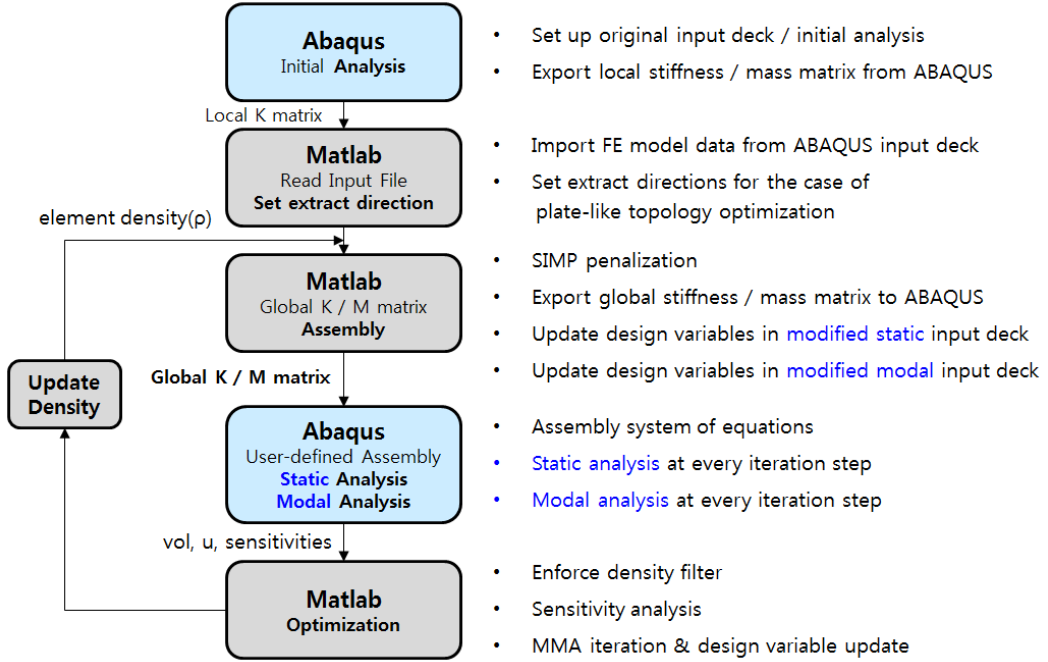 Abaqus
Initial Analysis
• Set up original input deck / initial analysis
• Export local stiffness / mass matrix from ABAQUS
Local K matrix
Matlab
Read Input File
Set extract direction
• Import FE model data from ABAQUS input deck
• Set extract directions for the case of
plate-like topology optimization
element density(ρ)
Matlab
Global K / M matrix
Assembly
• SIMP penalization
• Export global stiffness / mass matrix to ABAQUS
• Update design variables in modified static input deck
• Update design variables in modified modal input deck
Update
Density
Global K / M matrix
Abaqus
User-defined Assembly
Static Analysis
Modal Analysis
• Assembly system of equations
• Static analysis at every iteration step
• Modal analysis at every iteration step
vol, u, sensitivities
Matlab
Optimization
• Enforce density filter
• Sensitivity analysis
• MMA iteration & design variable update